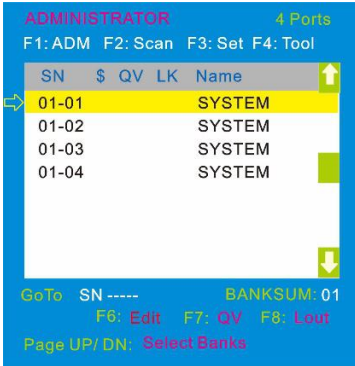 ADMINISTRATOR 4 Ports
F1: ADM F2: Scan F3: Set F4: Tool
SN $ QV LK Name
01-01 SYSTEM
01-02 SYSTEM
01-03 SYSTEM
01-04 SYSTEM
GoTo SN ----- BANKSUM: 01
F6: Edit F7: QV F8: Lout
Page UP/ DN: Select Banks